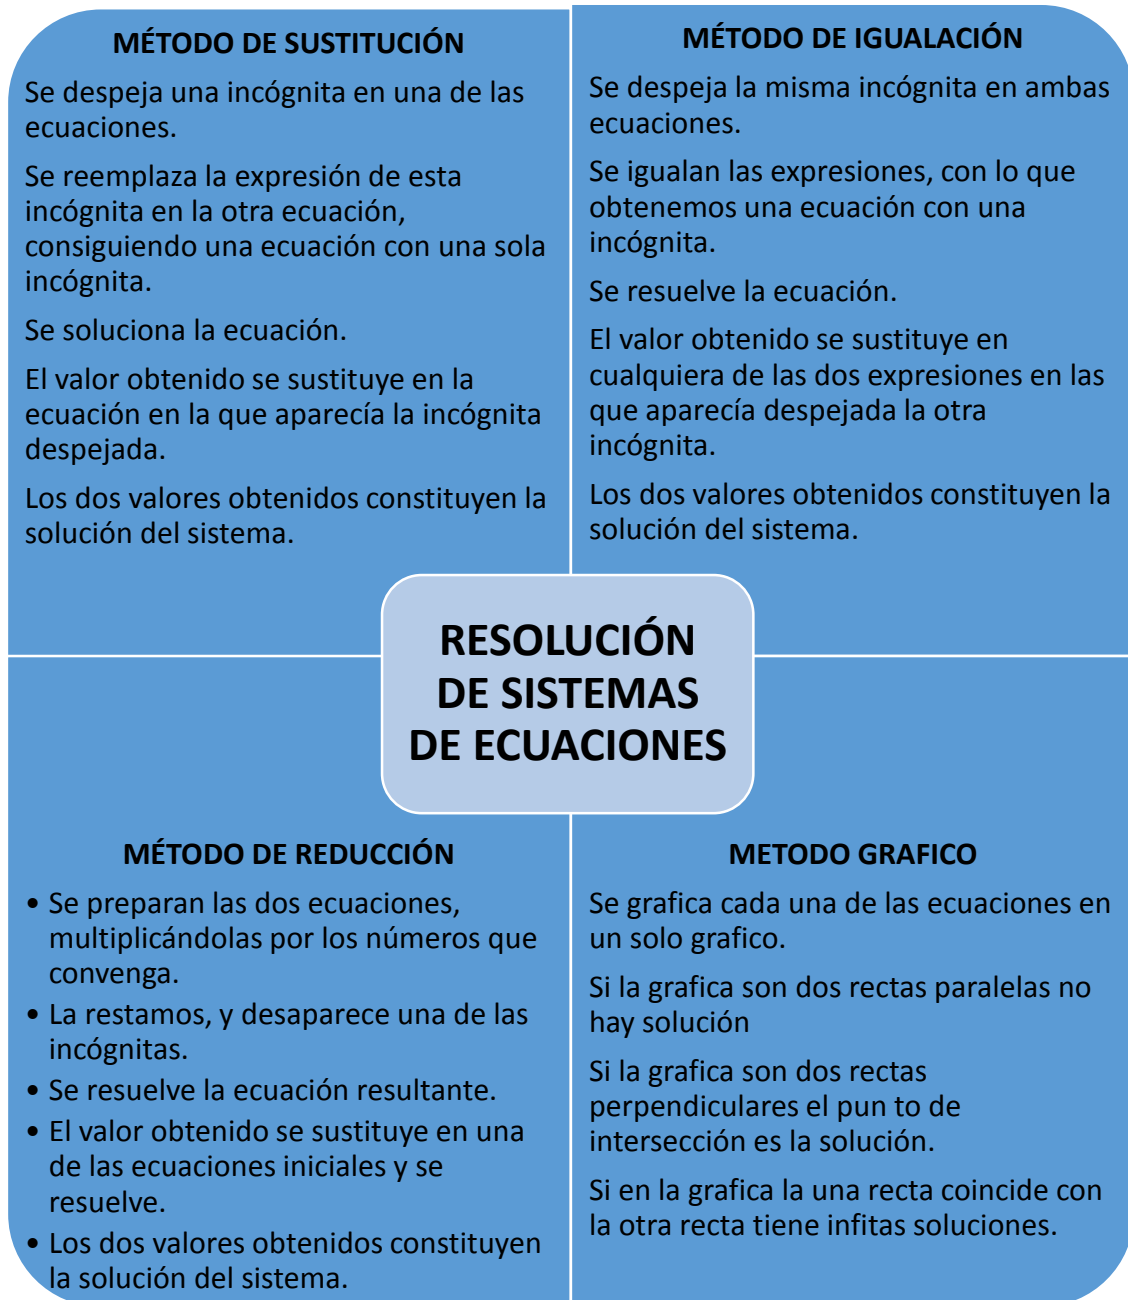 MÉTODO DE SUSTITUCIÓN
Se despeja una incógnita en una de las
ecuaciones.
Se reemplaza la expresión de esta
incógnita en la otra ecuación,
consiguiendo una ecuación con una sola
incógnita.
Se soluciona la ecuación.
El valor obtenido se sustituye en la
ecuación en la que aparecía la incógnita
despejada.
Los dos valores obtenidos constituyen la
solución del sistema.
MÉTODO DE IGUALACIÓN
Se despeja la misma incógnita en ambas
ecuaciones.
Se igualan las expresiones, con lo que
obtenemos una ecuación con una
incógnita.
Se resuelve la ecuación.
El valor obtenido se sustituye en
cualquiera de las dos expresiones en las
que aparecía despejada la otra
incógnita.
Los dos valores obtenidos constituyen la
solución del sistema.
RESOLUCIÓN
DE SISTEMAS
DE ECUACIONES
MÉTODO DE REDUCCIÓN
• Se preparan las dos ecuaciones,
multiplicándolas por los números que
convenga.
• La restamos, y desaparece una de las
incógnitas.
• Se resuelve la ecuación resultante.
• El valor obtenido se sustituye en una
de las ecuaciones iniciales y se
resuelve.
• Los dos valores obtenidos constituyen
la solución del sistema.
METODO GRAFICO
Se grafica cada una de las ecuaciones en
un solo grafico.
Si la grafica son dos rectas paralelas no
hay solución
Si la grafica son dos rectas
perpendiculares el pun to de
intersección es la solución.
Si en la grafica la una recta coincide con
la otra recta tiene infitas soluciones.